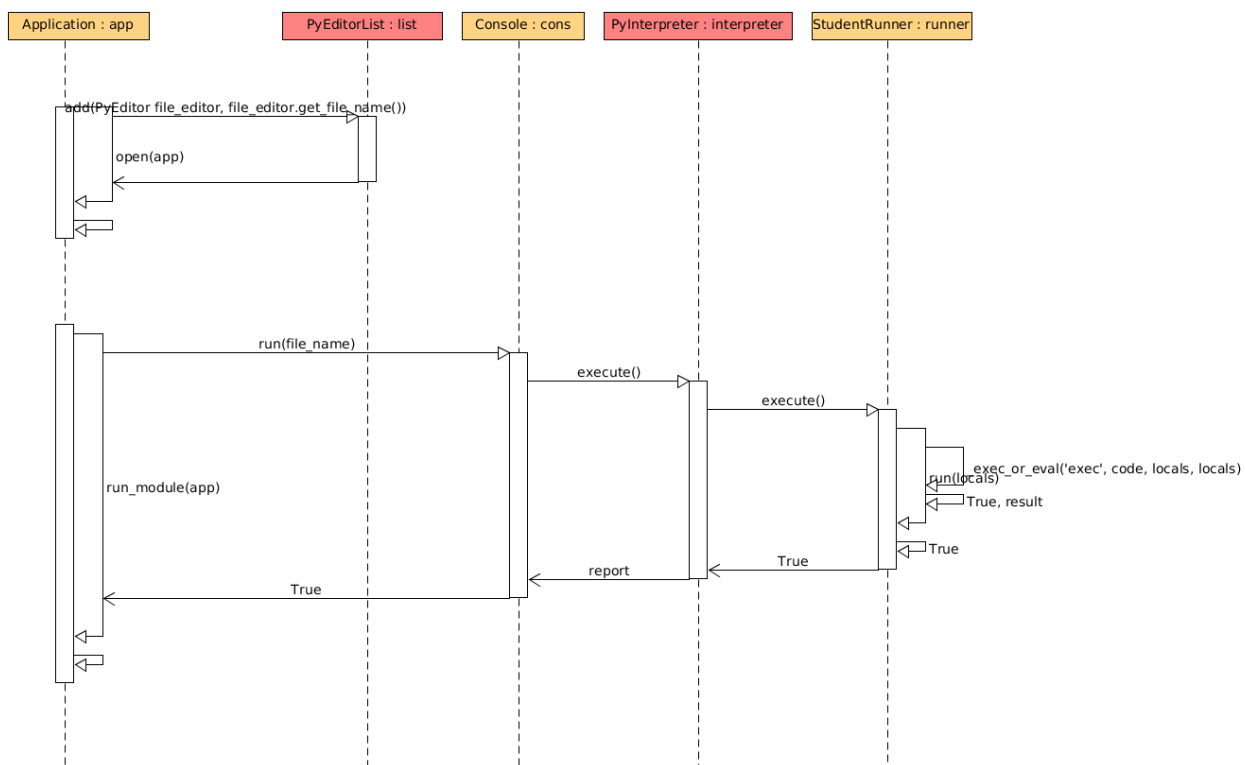 Application : app
PyEditorList : list
Console : cons
PyInterpreter : interpreter
StudentRunner : runner
add(PyEditor file_editor, file_editor.get_file_name())
open(app)
run(file_name)
execute()
execute()
_exec_or_eval('exec', code, locals, locals)
run(locals)
run_module(app)
True, result
True
True
report
True